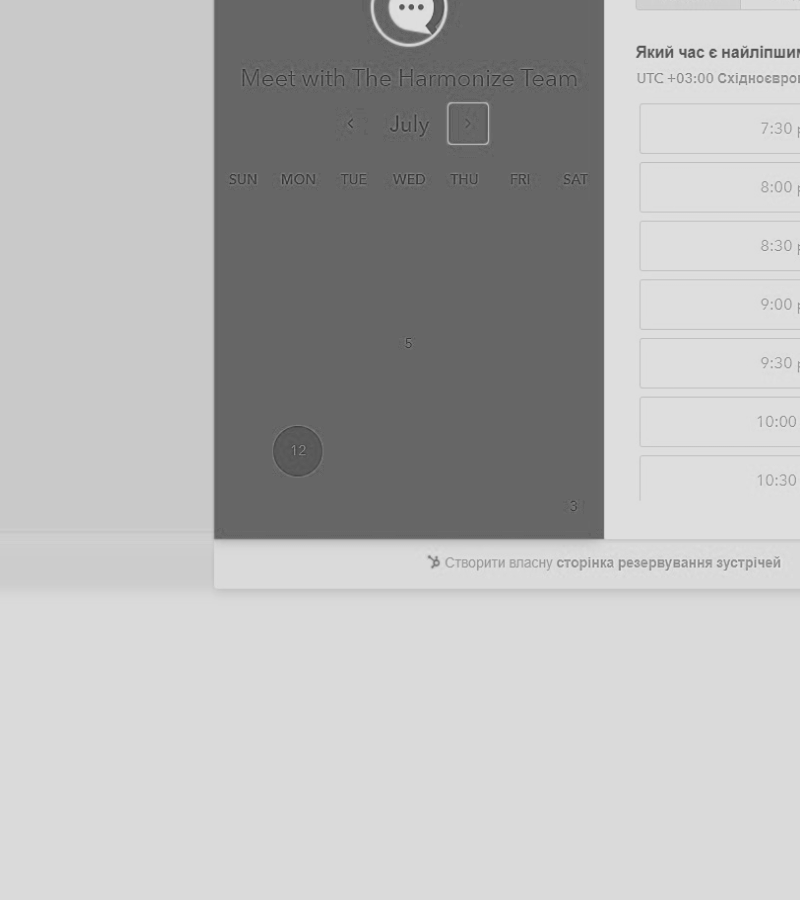 Meet with The Harmonize Team
July
SUN MON TUE WED THU FRI SAT
5
12
3
Який час є
UTC +03:00
7:30
8:00
8:30
9:00
9:30
10:00
10:30
Створити власну сторінка резервування зустрічей